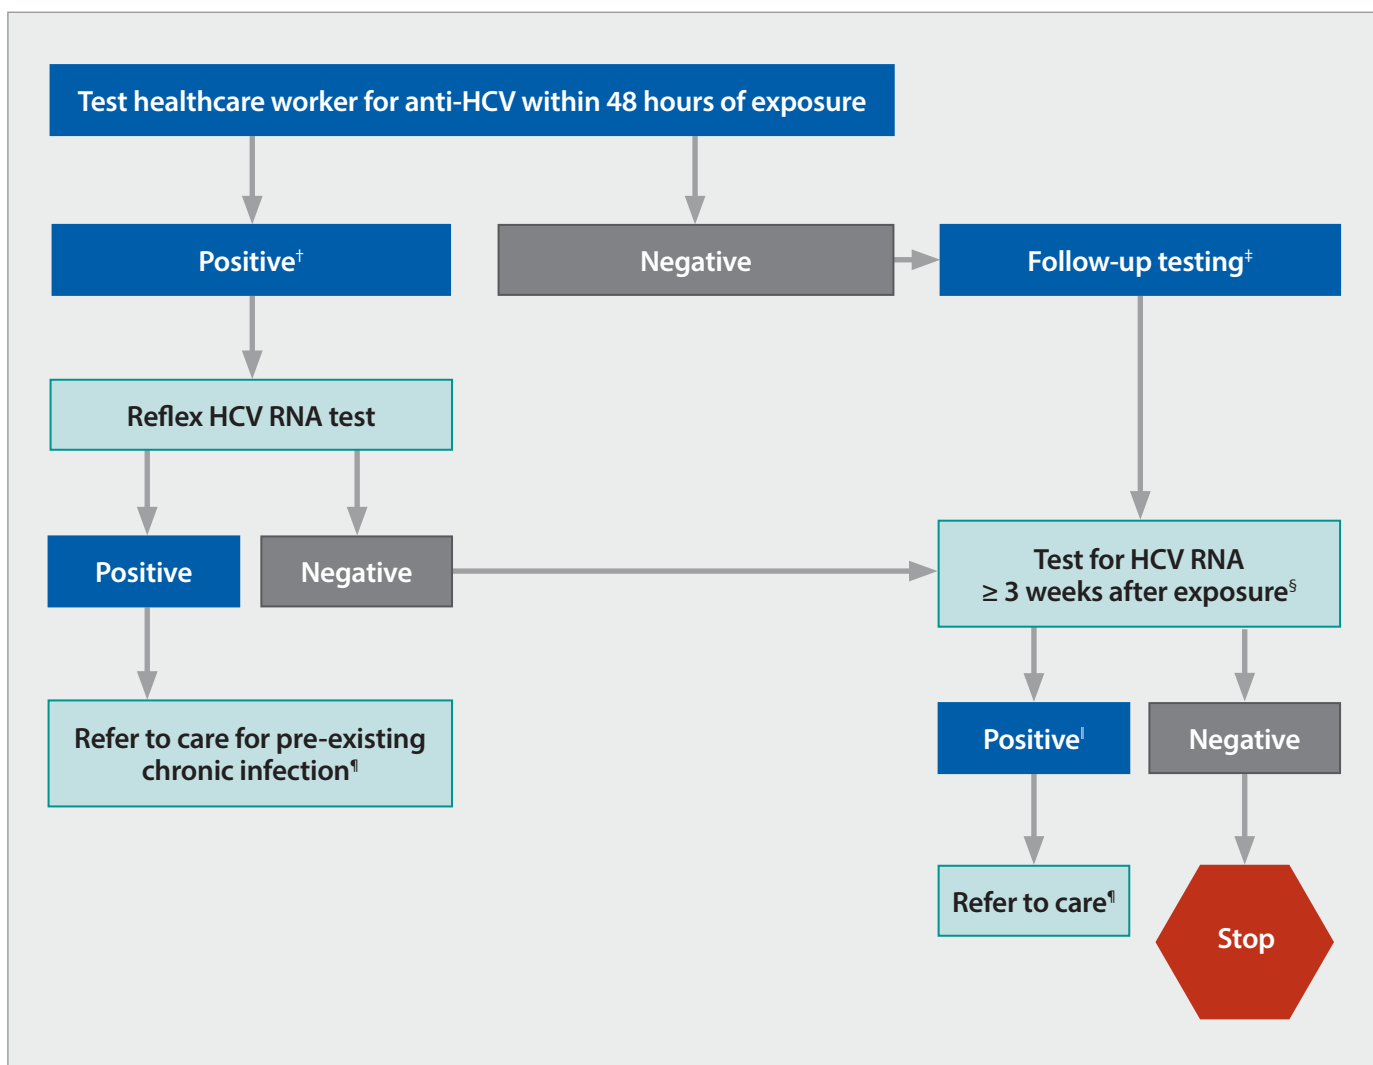 Test healthcare worker for anti-HCV within 48 hours of exposure
Positive†
Negative
Follow-up testing‡
Reflex HCV RNA test
Positive
Negative
Test for HCV RNA
≥ 3 weeks after exposure§
Refer to care for pre-existing
chronic infection¶
Positive‖
Negative
Refer to care¶
Stop